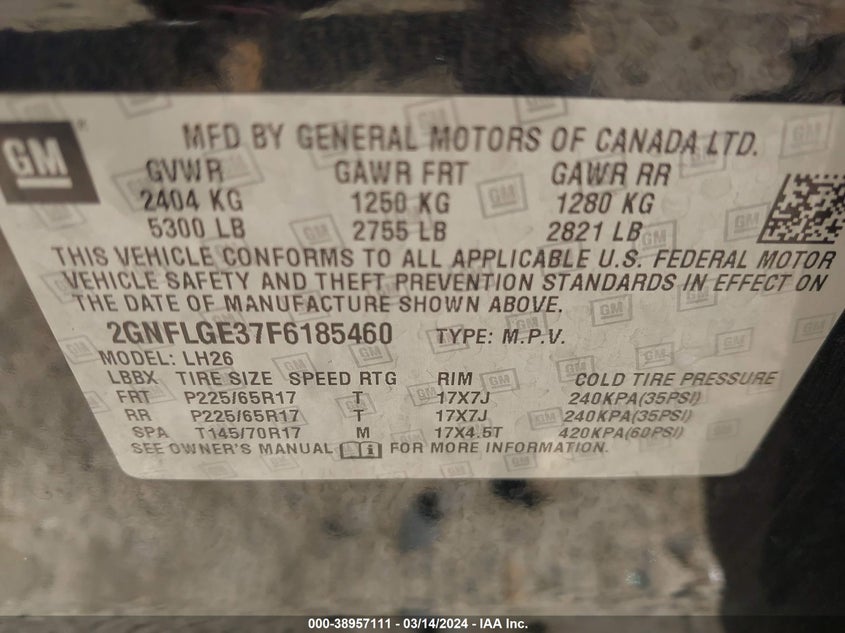 GM
MFD BY GENERAL MOTORS OF CANADA LTD.
GVWR GAWR FRT GAWR RR
2404 KG 1250 KG 1280 KG
5300 LB 2755 LB 2821 LB
THIS VEHICLE CONFORMS TO ALL APPLICABLE U.S. FEDERAL MOTOR
VEHICLE SAFETY AND THEFT PREVENTION STANDARDS IN EFFECT ON
THE DATE OF MANUFACTURE SHOWN ABOVE.
2GNFLGE37F6185460 TYPE: M.P.V.
MODEL: LH26
LBBX TIRE SIZE SPEED RTG RIM COLD TIRE PRESSURE
FRT P225/65R17 T 17X7J 240KPA(35PSI)
RR P225/65R17 T 17X7J 240KPA(35PSI)
SPA T145/70R17 M 17X4.5T 420KPA(60PSI)
SEE OWNER'S MANUAL FOR MORE INFORMATION.
000-38957111 - 03/14/2024 - IAA Inc.